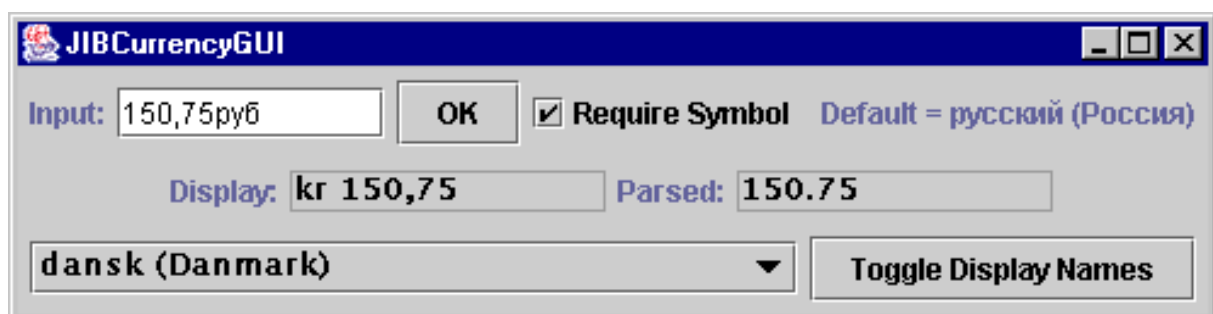 JIBCurrencyGUI
Input: 150,75руб OK Require Symbol Default = русский (Россия)
Display: kr 150,75 Parsed: 150.75
dansk (Danmark) Toggle Display Names